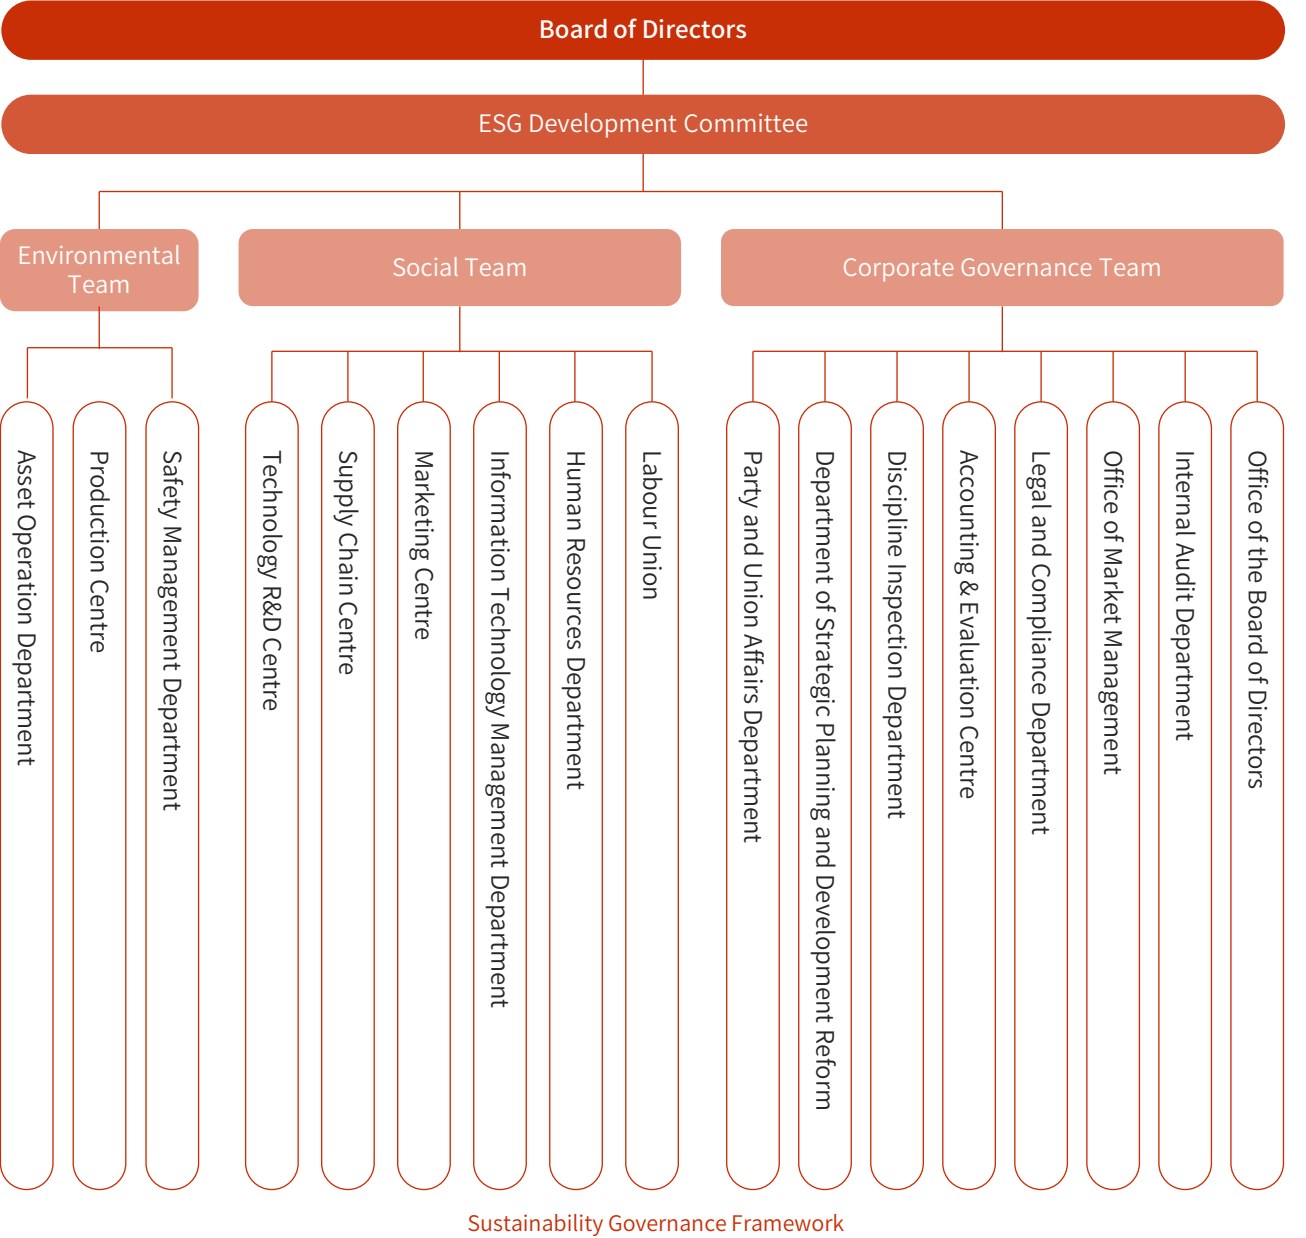 Board of Directors
ESG Development Committee
Environmental
Team
Social Team
Corporate Governance Team
Asset Operation Department
Production Centre
Safety Management Department
Technology R&D Centre
Supply Chain Centre
Marketing Centre
Information Technology Management Department
Human Resources Department
Labour Union
Party and Union Affairs Department
Department of Strategic Planning and Development Reform
Discipline Inspection Department
Accounting & Evaluation Centre
Legal and Compliance Department
Office of Market Management
Internal Audit Department
Office of the Board of Directors
Sustainability Governance Framework